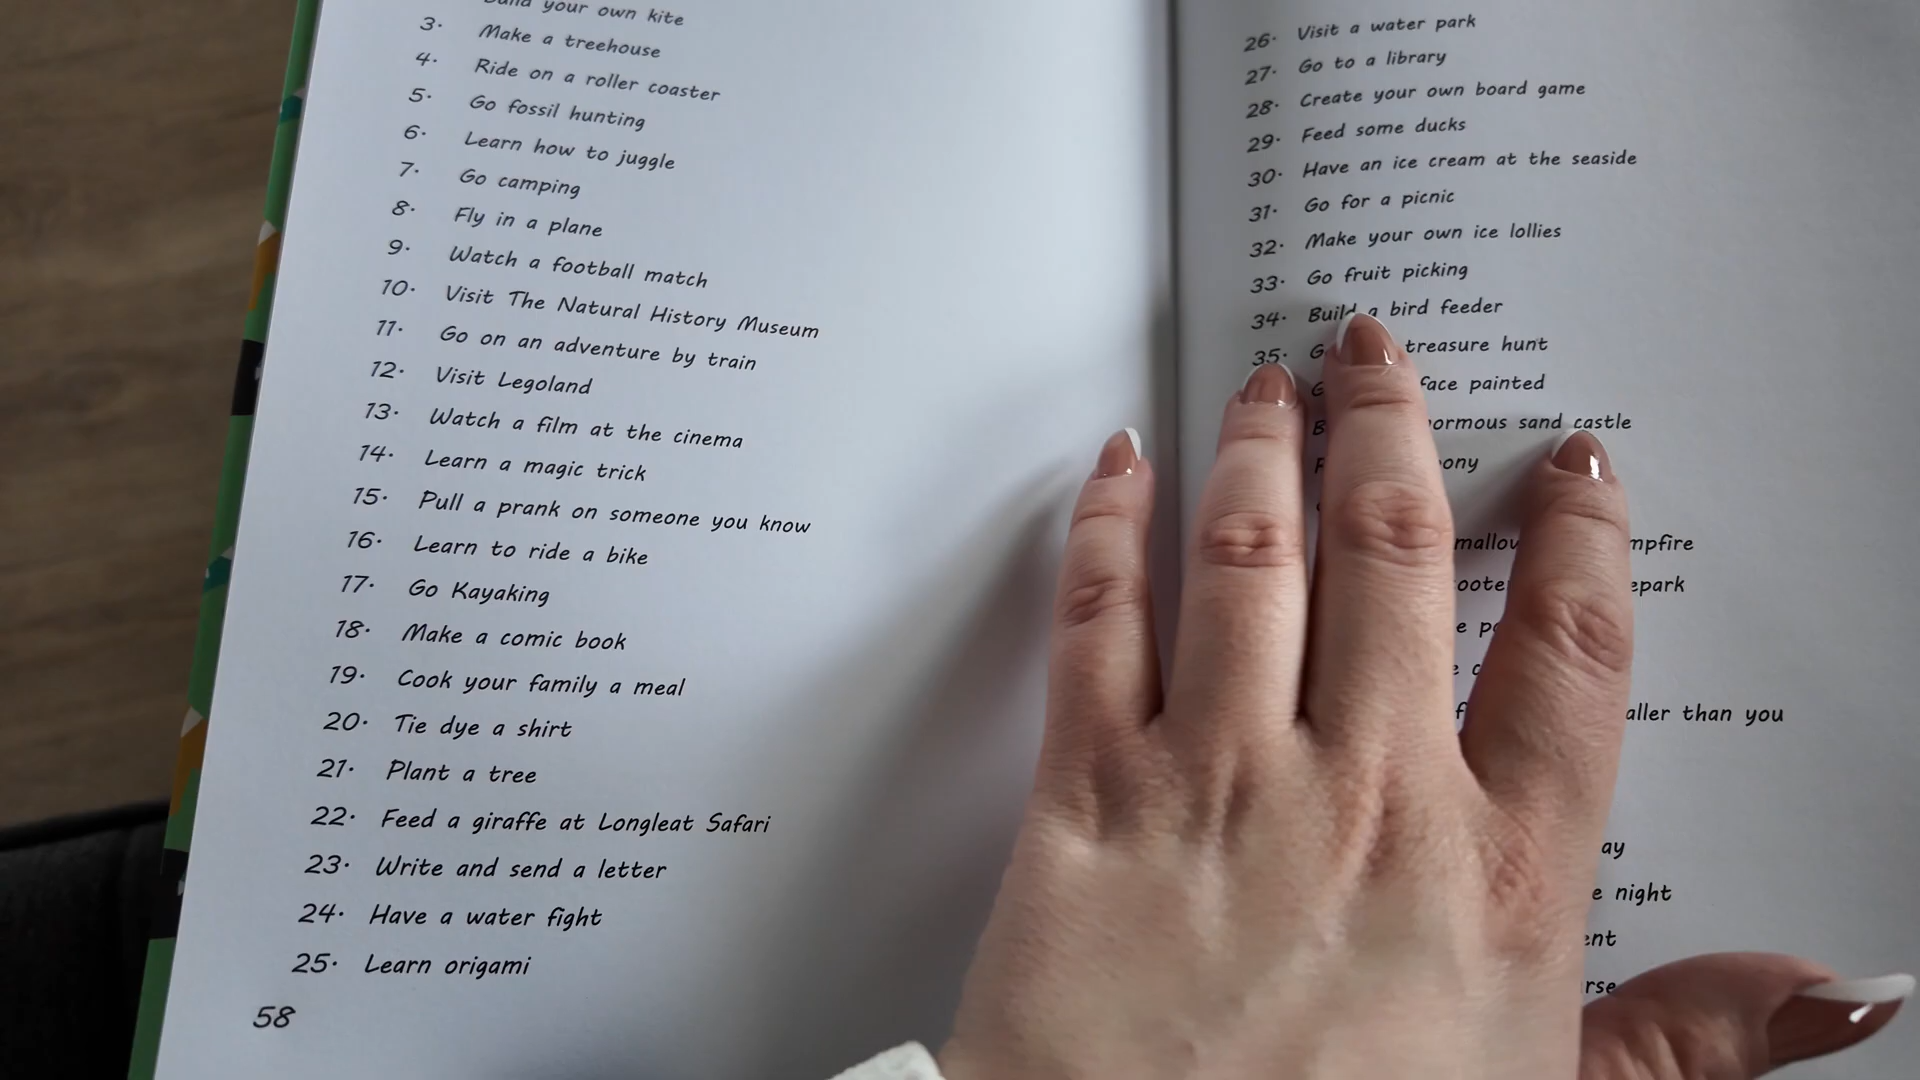 your own kite
3. Make a treehouse
4. Ride on a roller coaster
5. Go fossil hunting
6. Learn how to juggle
7. Go camping
8. Fly in a plane
9. Watch a football match
10. Visit The Natural History Museum
11. Go on an adventure by train
12. Visit Legoland
13. Watch a film at the cinema
14. Learn a magic trick
15. Pull a prank on someone you know
16. Learn to ride a bike
17. Go Kayaking
18. Make a comic book
19. Cook your family a meal
20. Tie dye a shirt
21. Plant a tree
22. Feed a giraffe at Longleat Safari
23. Write and send a letter
24. Have a water fight
25. Learn origami
58
26. Visit a water park
27. Go to a library
28. Create your own board game
29. Feed some ducks
30. Have an ice cream at the seaside
31. Go for a picnic
32. Make your own ice lollies
33. Go fruit picking
34. Build a bird feeder
35. treasure hunt
face painted
sand castle
than you
night